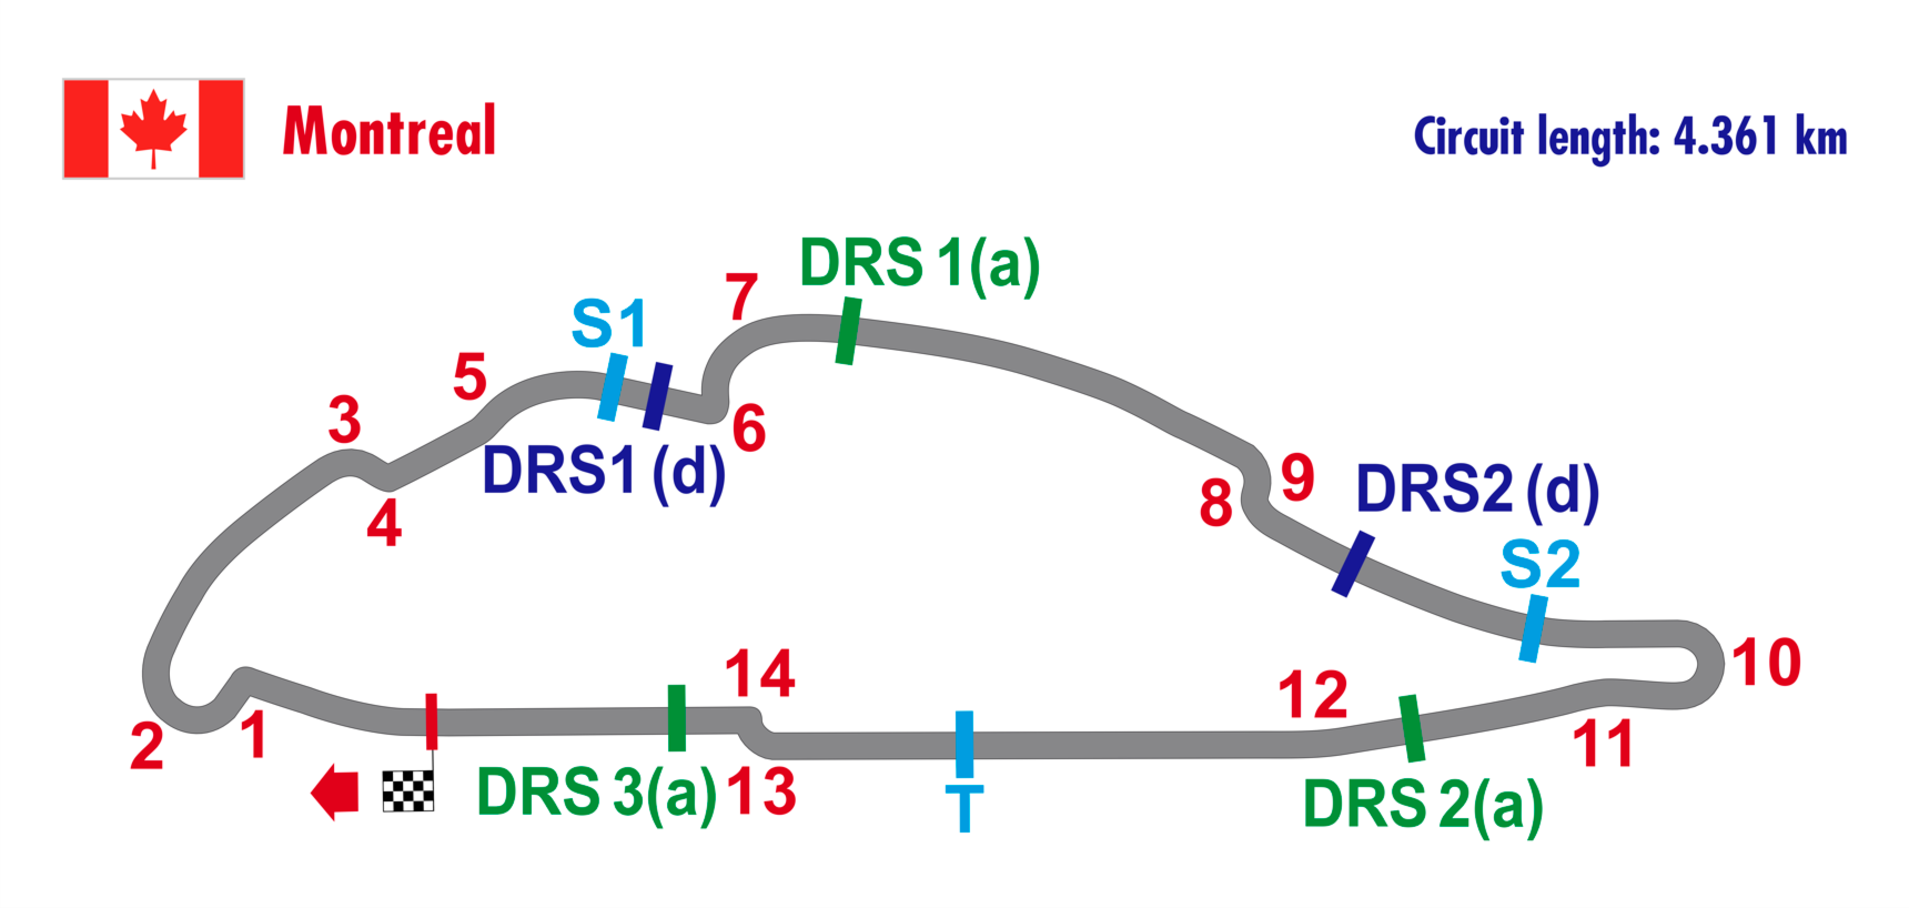 Montreal
Circuit length: 4.361 km
DRS 1(a)
7
S1
5
3
6
DRS1 (d)
4
9
8
DRS2 (d)
S2
10
14
12
2
1
11
DRS 3(a)
13
T
DRS 2(a)